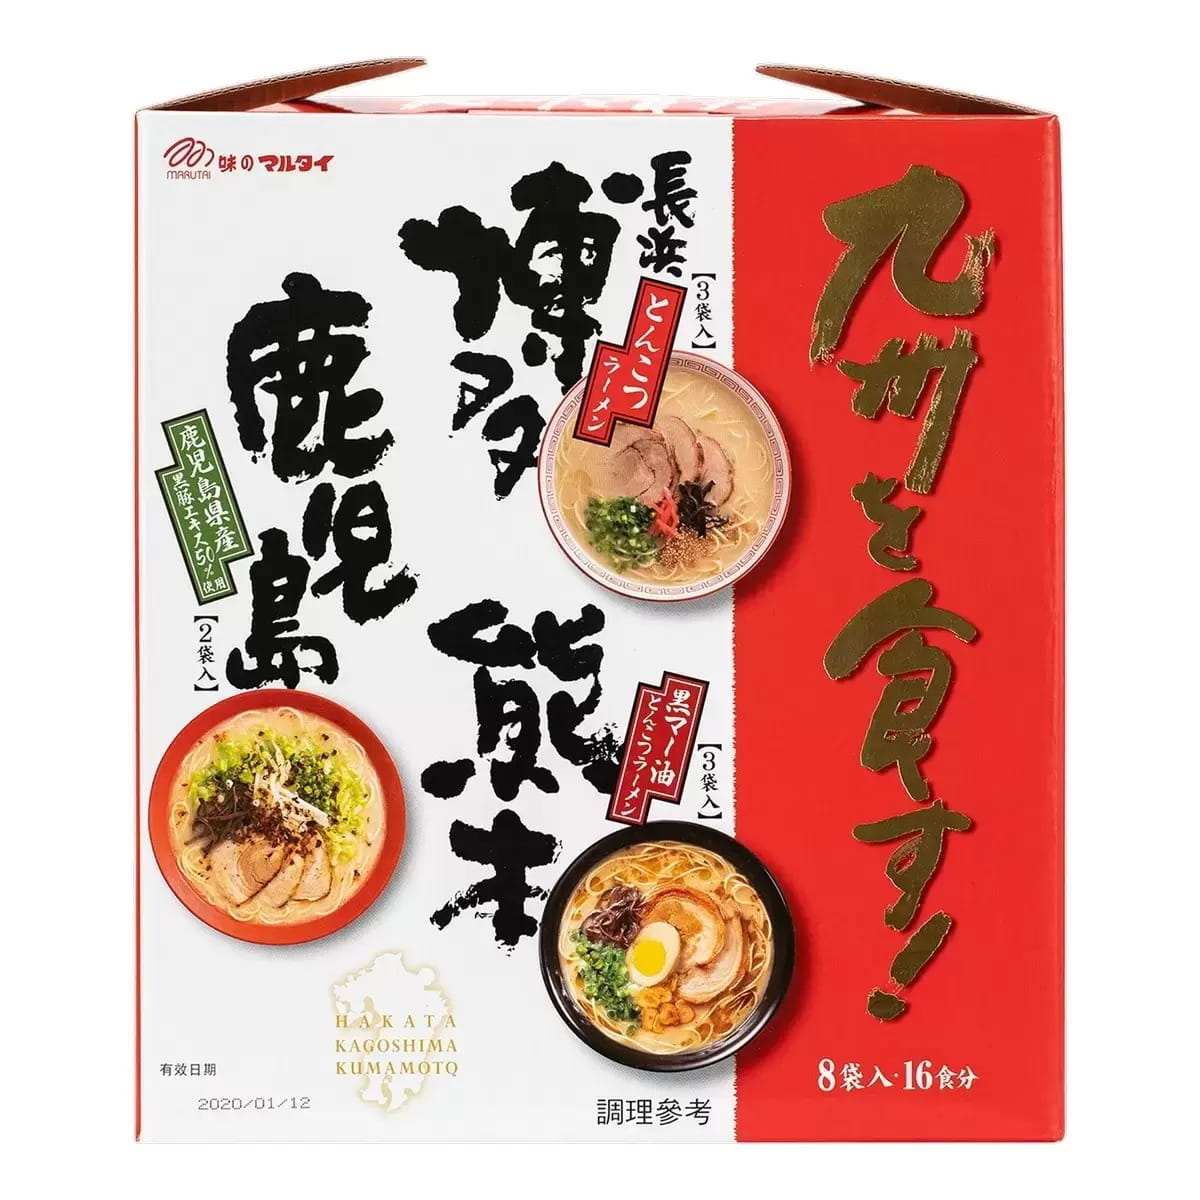 MARUTAI
味のマルタイ
九州を食す!
長浜
博多
とんこつ
ラーメン
【3袋入】
鹿児島
鹿児島県産
黒豚エキス50%使用
【2袋入】
熊本
黒マー油
とんこつラーメン
【3袋入】
HAKATA
KAGOSHIMA
KUMAMOTO
有效日期
2020/01/12
調理參考
8袋入・16食分